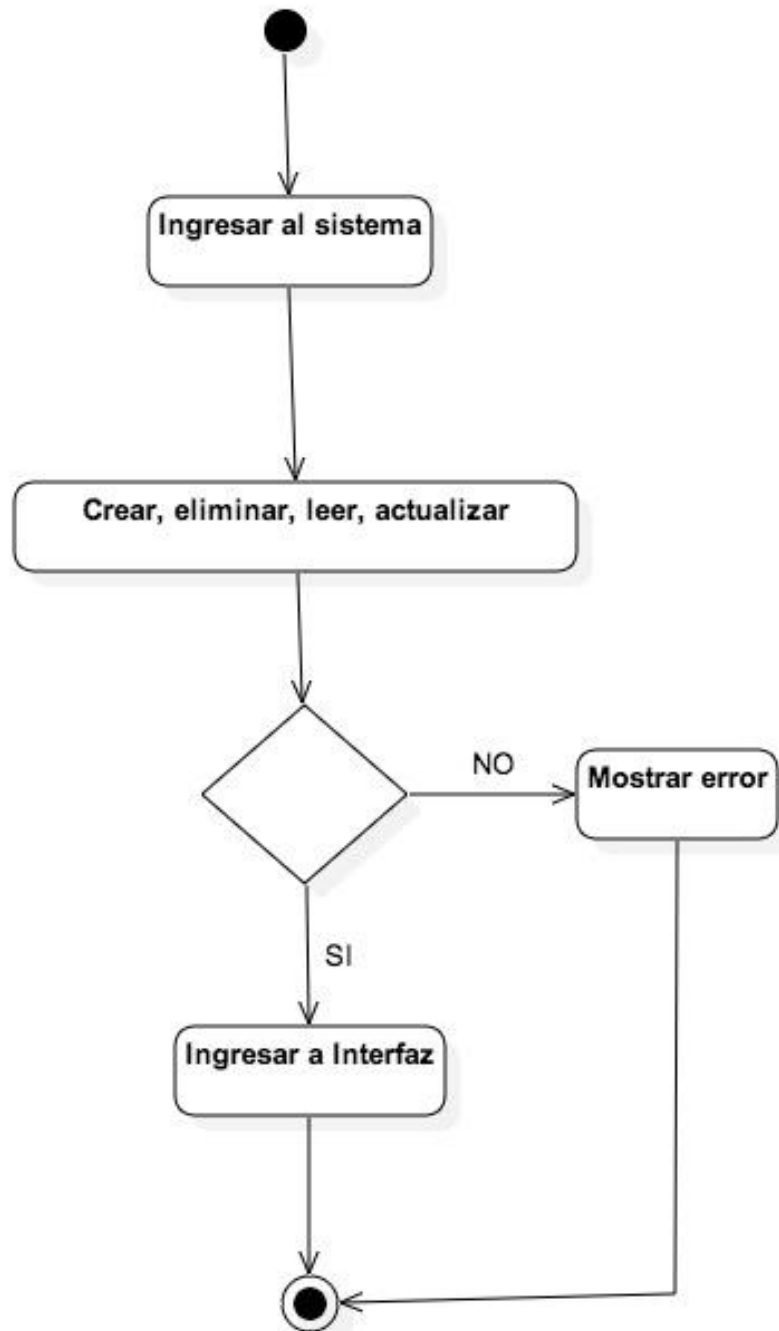 Ingresar al sistema
Crear, eliminar, leer, actualizar
NO
Mostrar error
SI
Ingresar a Interfaz